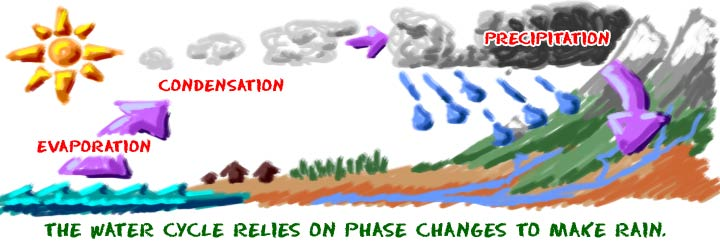 PRECIPITATION
CONDENSATION
EVAPORATION
THE WATER CYCLE RELIES ON PHASE CHANGES TO MAKE RAIN.